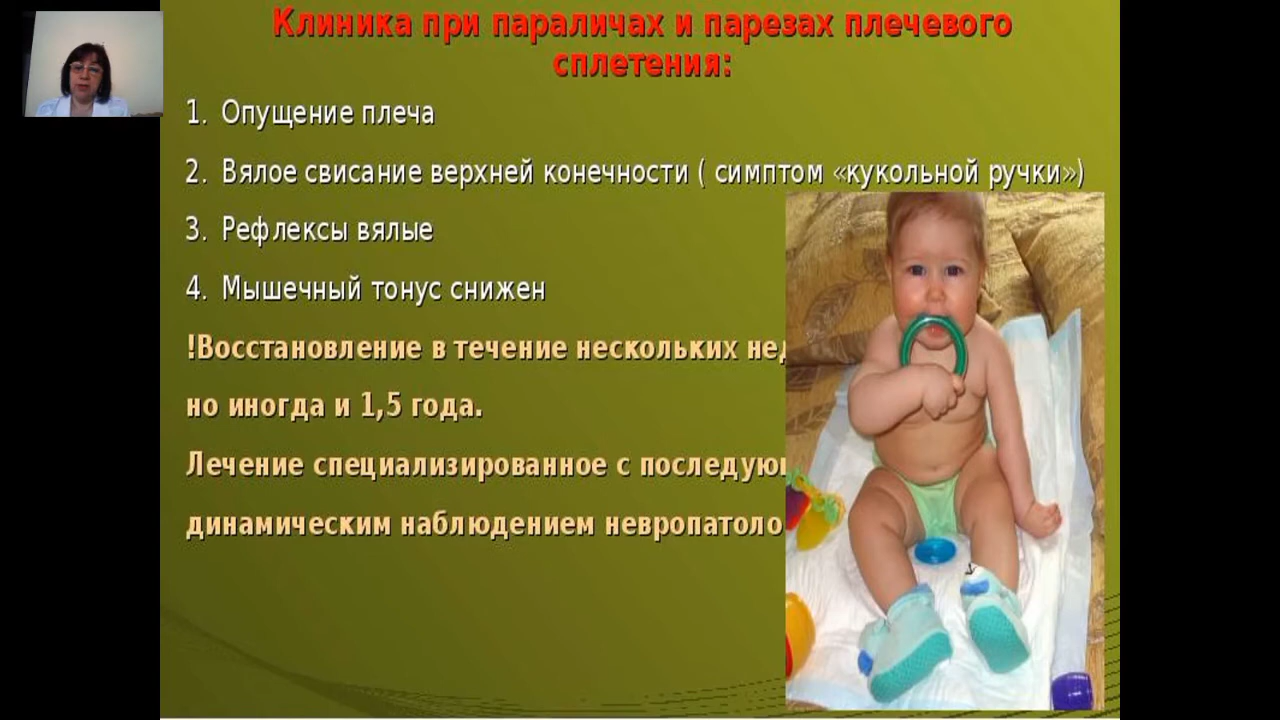 Клиника при параличах и парезах плечевого
сплетения:
1. Опущение плеча
2. Вялое свисание верхней конечности ( симптом «кукольной ручки»)
3. Рефлексы вялые
4. Мышечный тонус снижен
!Восстановление в течение нескольких
но иногда и 1,5 года.
Лечение специализированное с
динамическим наблюдением